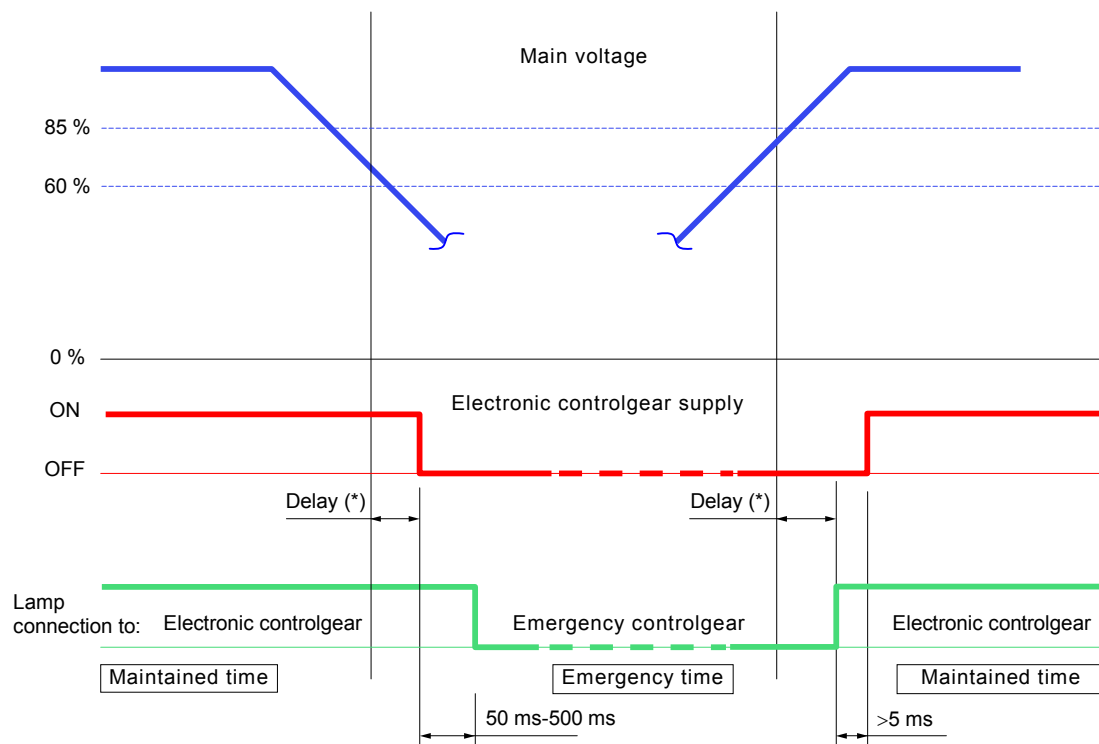 Main voltage
85 %
60 %
0 %
ON
Electronic controlgear supply
OFF
Delay (*)
Delay (*)
Lamp
connection to:
Electronic controlgear
Emergency controlgear
Electronic controlgear
Maintained time
Emergency time
Maintained time
50 ms-500 ms
>5 ms